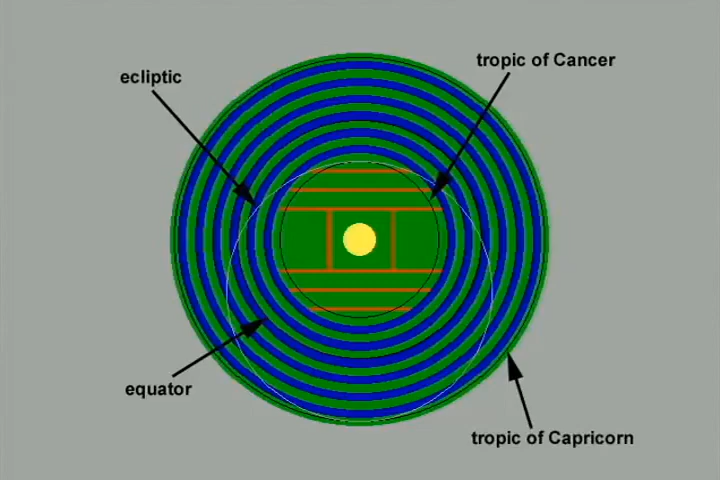 tropic of Cancer
ecliptic
equator
tropic of Capricorn